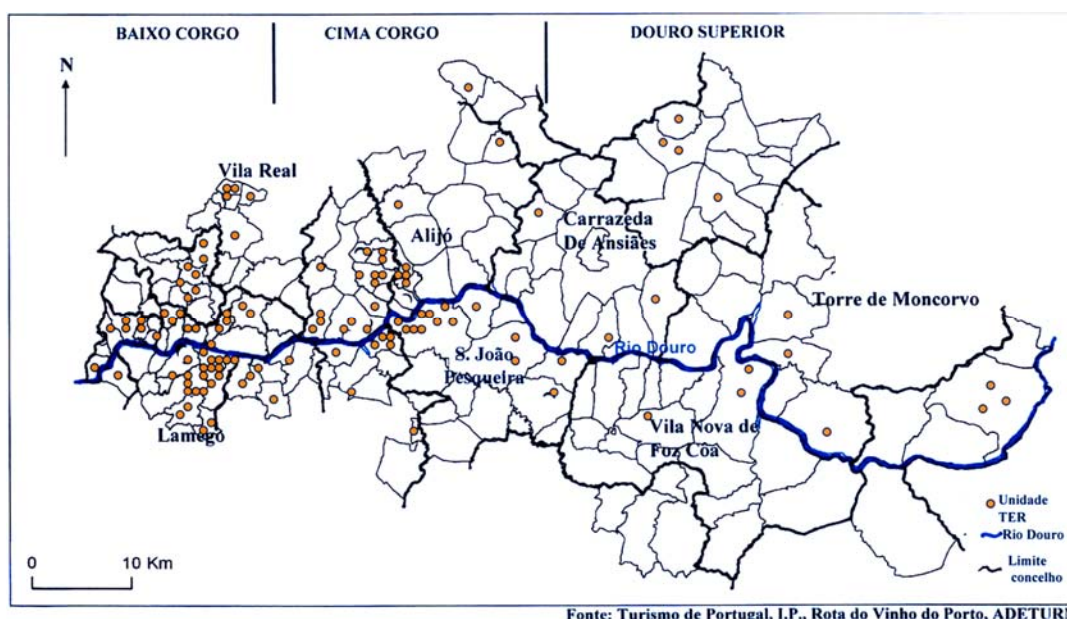 BAIXO CORGO
CIMA CORGO
DOURO SUPERIOR
N
Vila Real
Alijó
Carrazeda
De Ansiães
Torre de Moncorvo
Rio Douro
S. João
Pesqueira
Lamego
Vila Nova de
Foz Côa
Unidade
TER
Rio Douro
Limite
concelho
0
10 Km
Fonte: Turismo de Portugal, I.P., Rota do Vinho do Porto, ADETURN